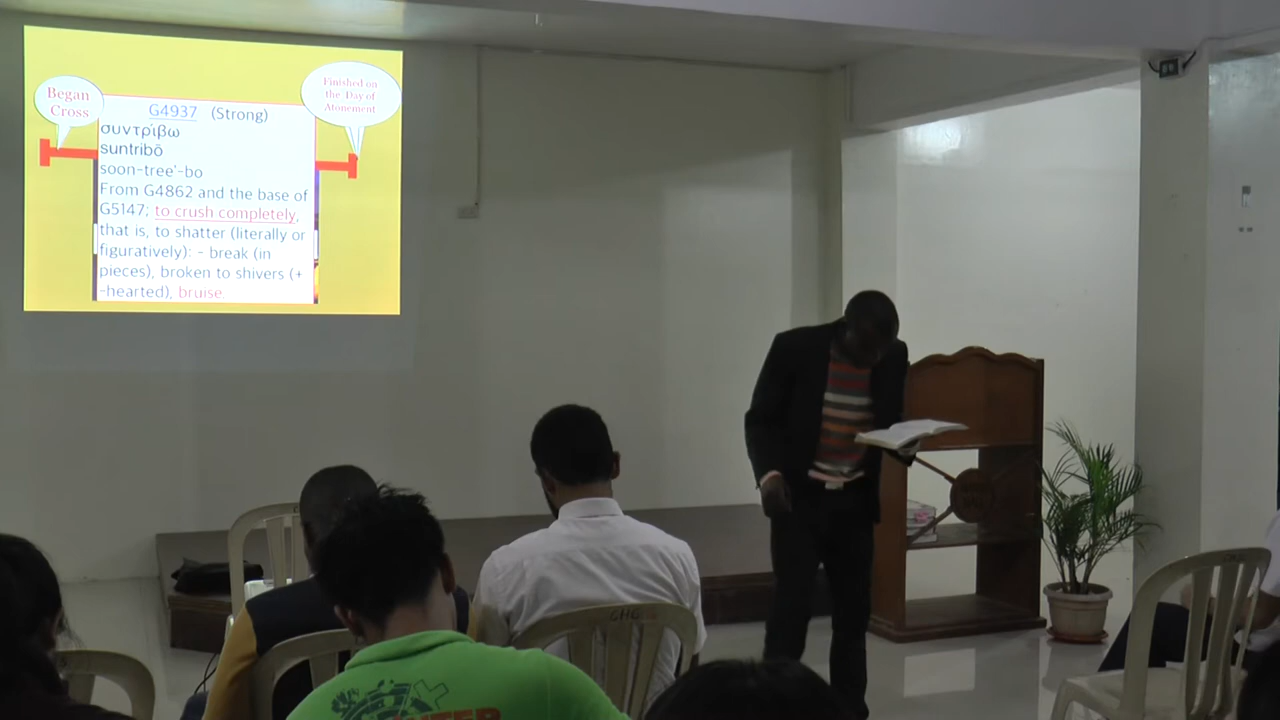 Began
Cross
Finished on
the Day of
Atonement
G4937 (Strong)
συντρίβω
suntribō
soon-tree'-bo
From G4862 and the base of
G5147; to crush completely,
that is, to shatter (literally or
figuratively): - break (in
pieces), broken to shivers (+
-hearted), bruise.
GHG